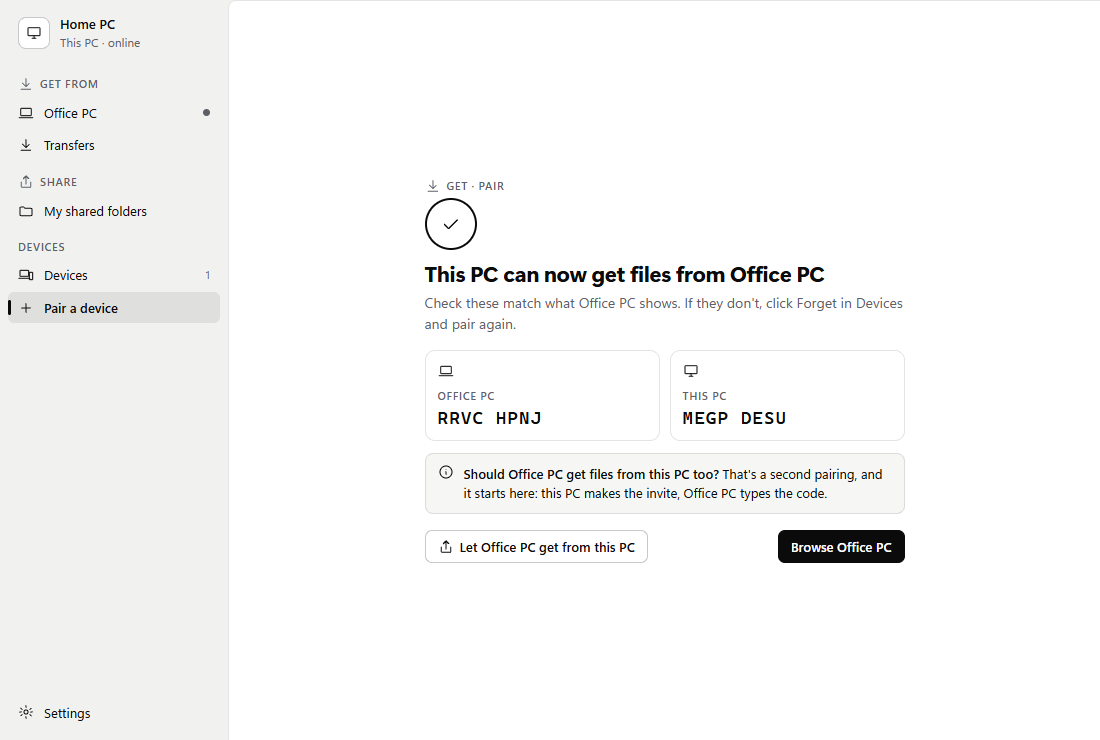 Home PC
This PC · online
GET FROM
Office PC
Transfers
SHARE
My shared folders
DEVICES
Devices 1
Pair a device
Settings
GET · PAIR
This PC can now get files from Office PC
Check these match what Office PC shows. If they don't, click Forget in Devices
and pair again.
OFFICE PC
RRVC HPNJ
THIS PC
MEGP DESU
Should Office PC get files from this PC too? That's a second pairing, and
it starts here: this PC makes the invite, Office PC types the code.
Let Office PC get from this PC
Browse Office PC